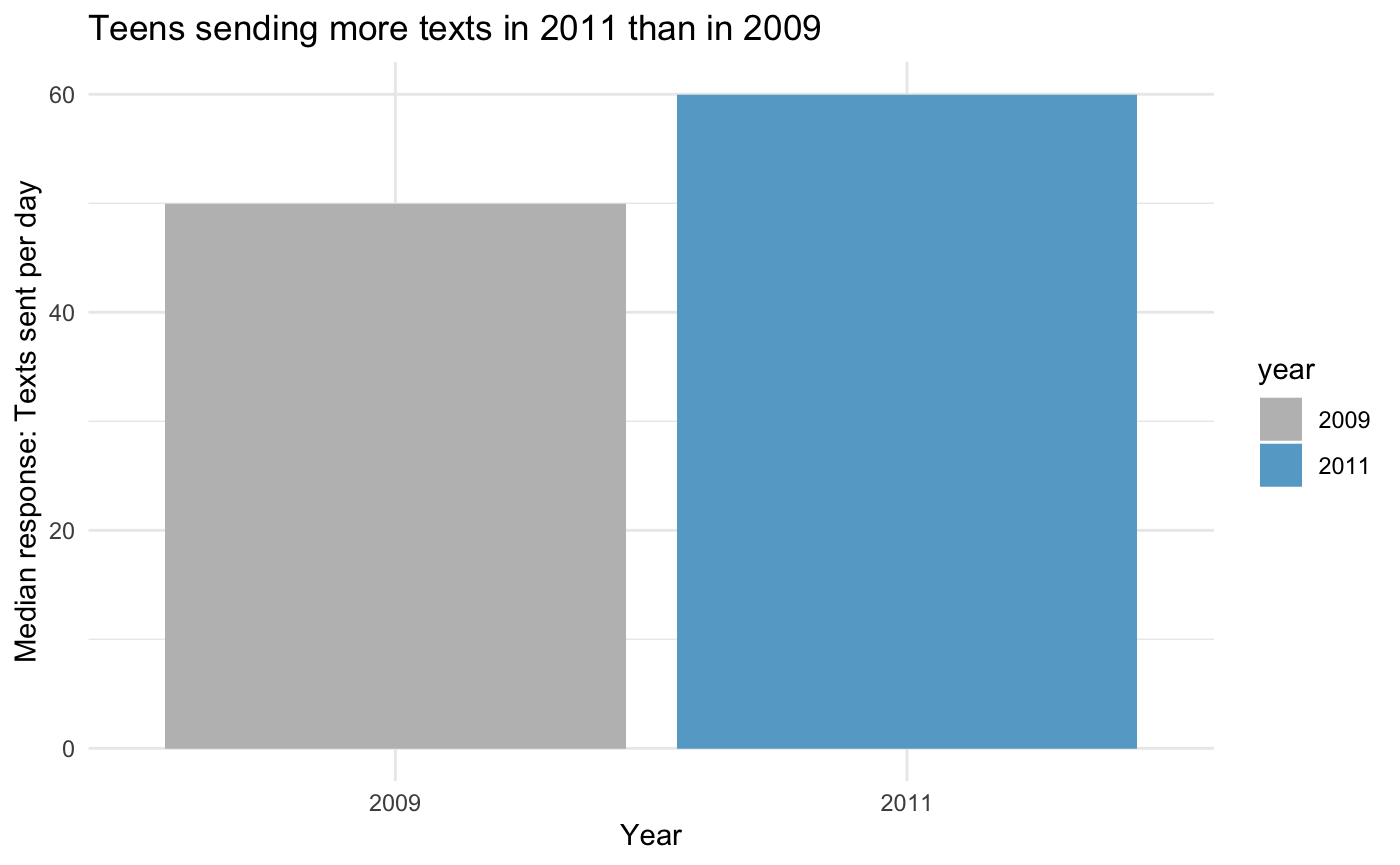 Teens sending more texts in 2011 than in 2009
Median response: Texts sent per day
60
40
20
0
2009
2011
Year
year
2009
2011